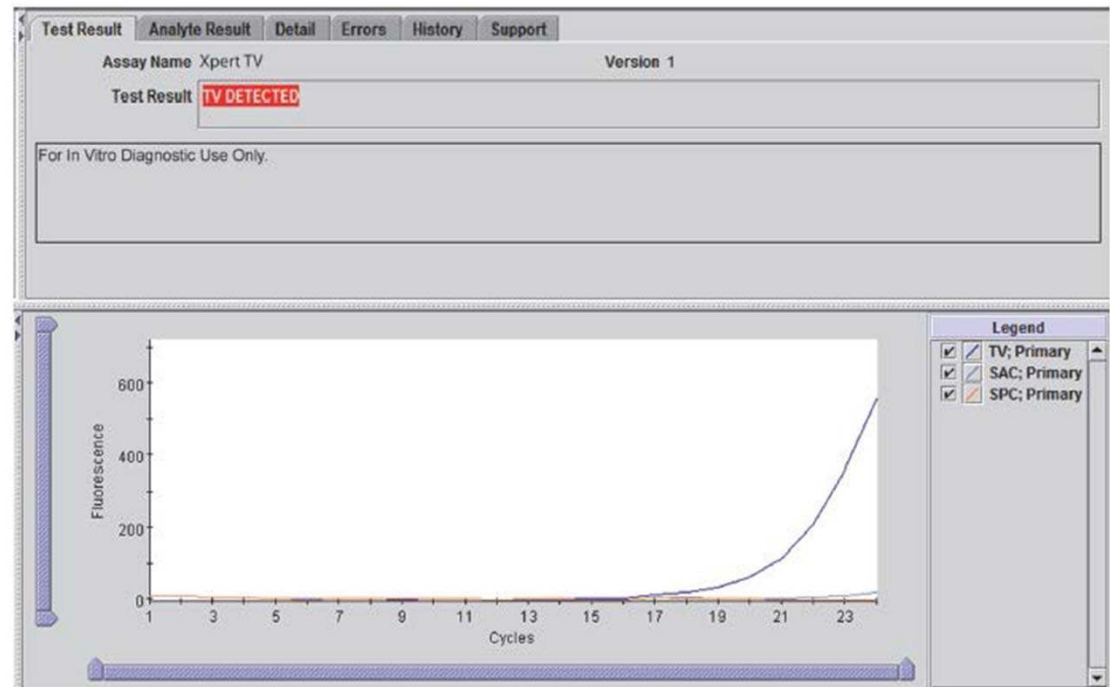 Test Result Analyte Result Detail Errors History Support
Assay Name Xpert TV Version 1
Test Result TV DETECTED
For In Vitro Diagnostic Use Only.
Legend
TV; Primary
SAC; Primary
SPC; Primary
Fluorescence
600
400
200
0
1 3 5 7 9 11 13 15 17 19 21 23
Cycles